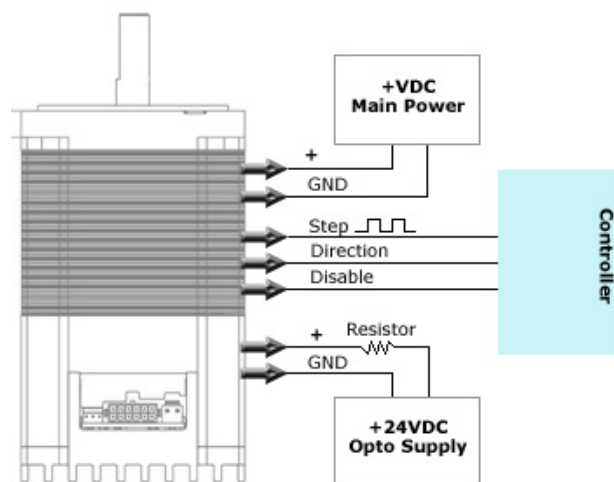 +VDC
Main Power
+
GND
Step
Direction
Disable
Controller
+
Resistor
GND
+24VDC
Opto Supply